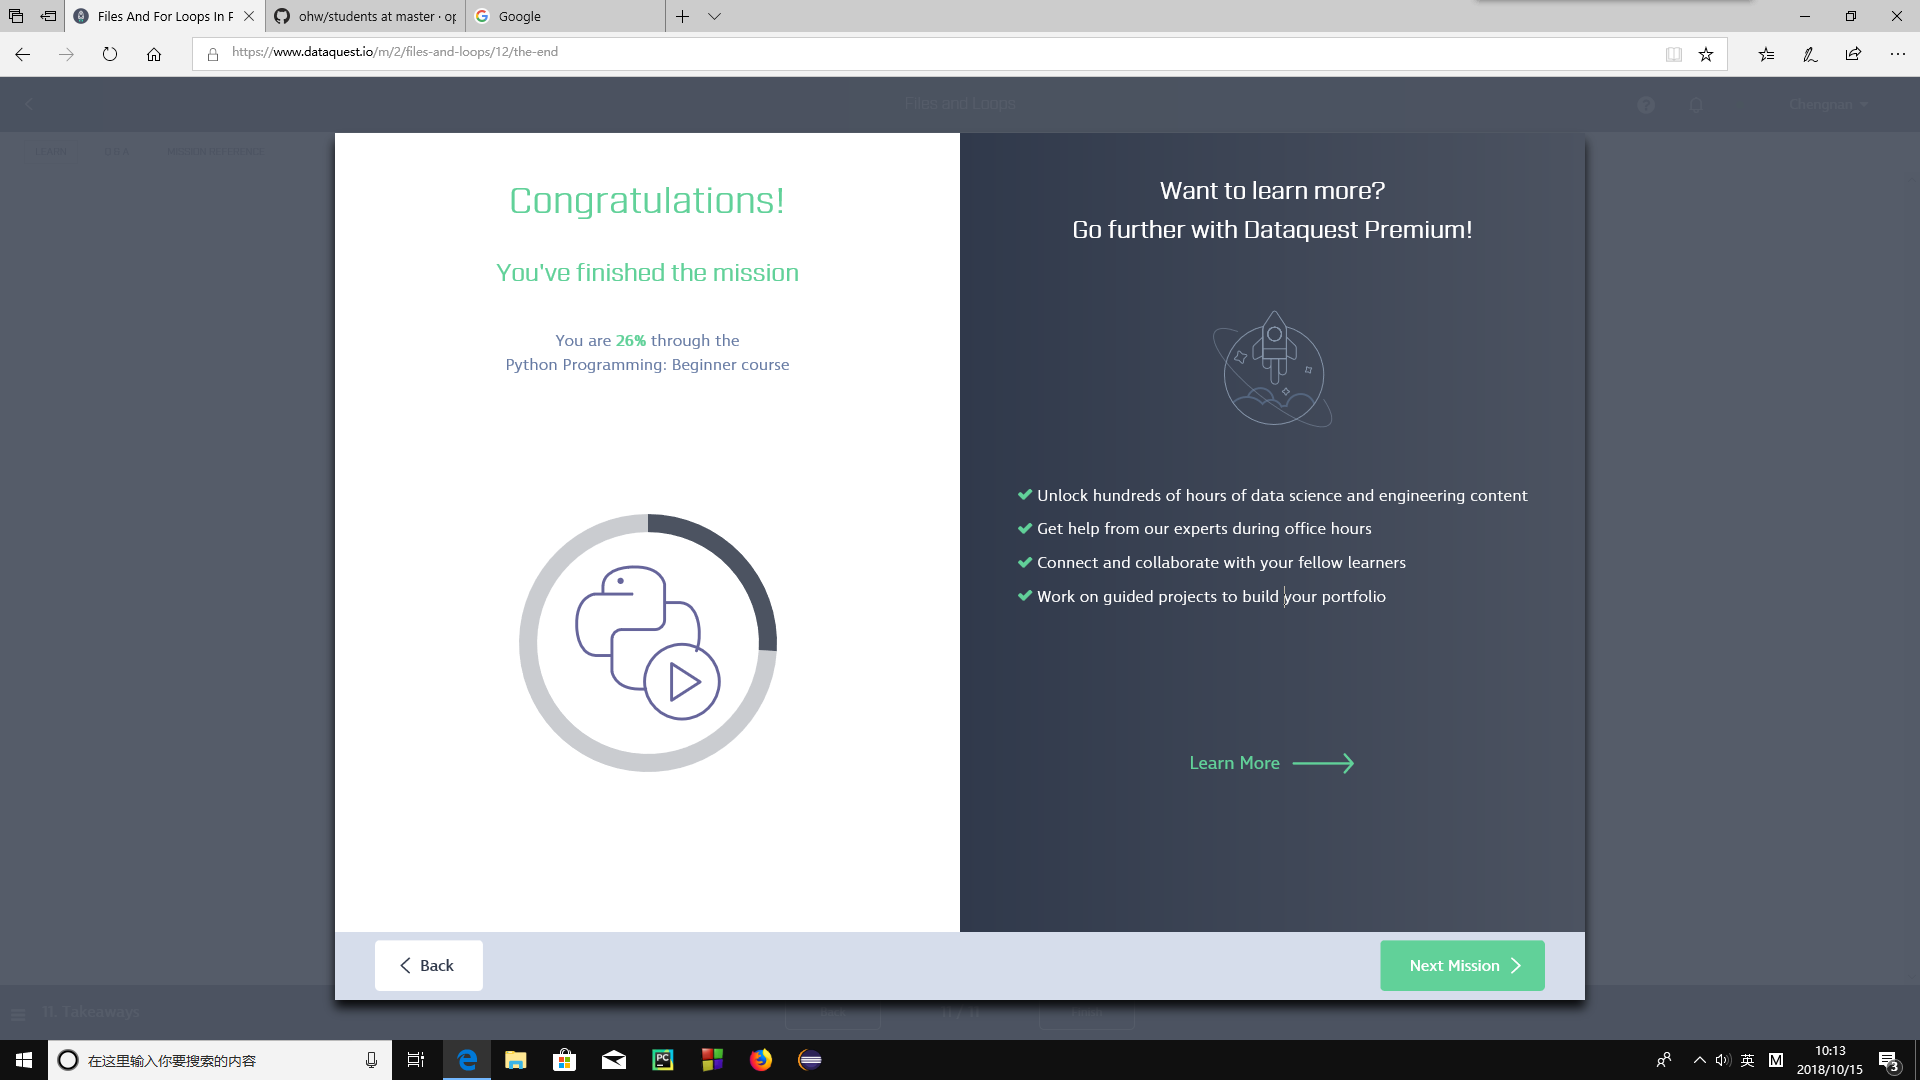 Files And For Loops In P
ohw/students at master · op
Google
https://www.dataquest.io/m/2/files-and-loops/12/the-end
Files and Loops
Congratulations!
You've finished the mission
You are 26% through the
Python Programming: Beginner course
Want to learn more?
Go further with Dataquest Premium!
Unlock hundreds of hours of data science and engineering content
Get help from our experts during office hours
Connect and collaborate with your fellow learners
Work on guided projects to build your portfolio
Learn More
Back
Next Mission
11. Takeaways
Back
11 / 11
Finish
在这里输入你要搜索的内容
PC
英
M
10:13
2018/10/15
3